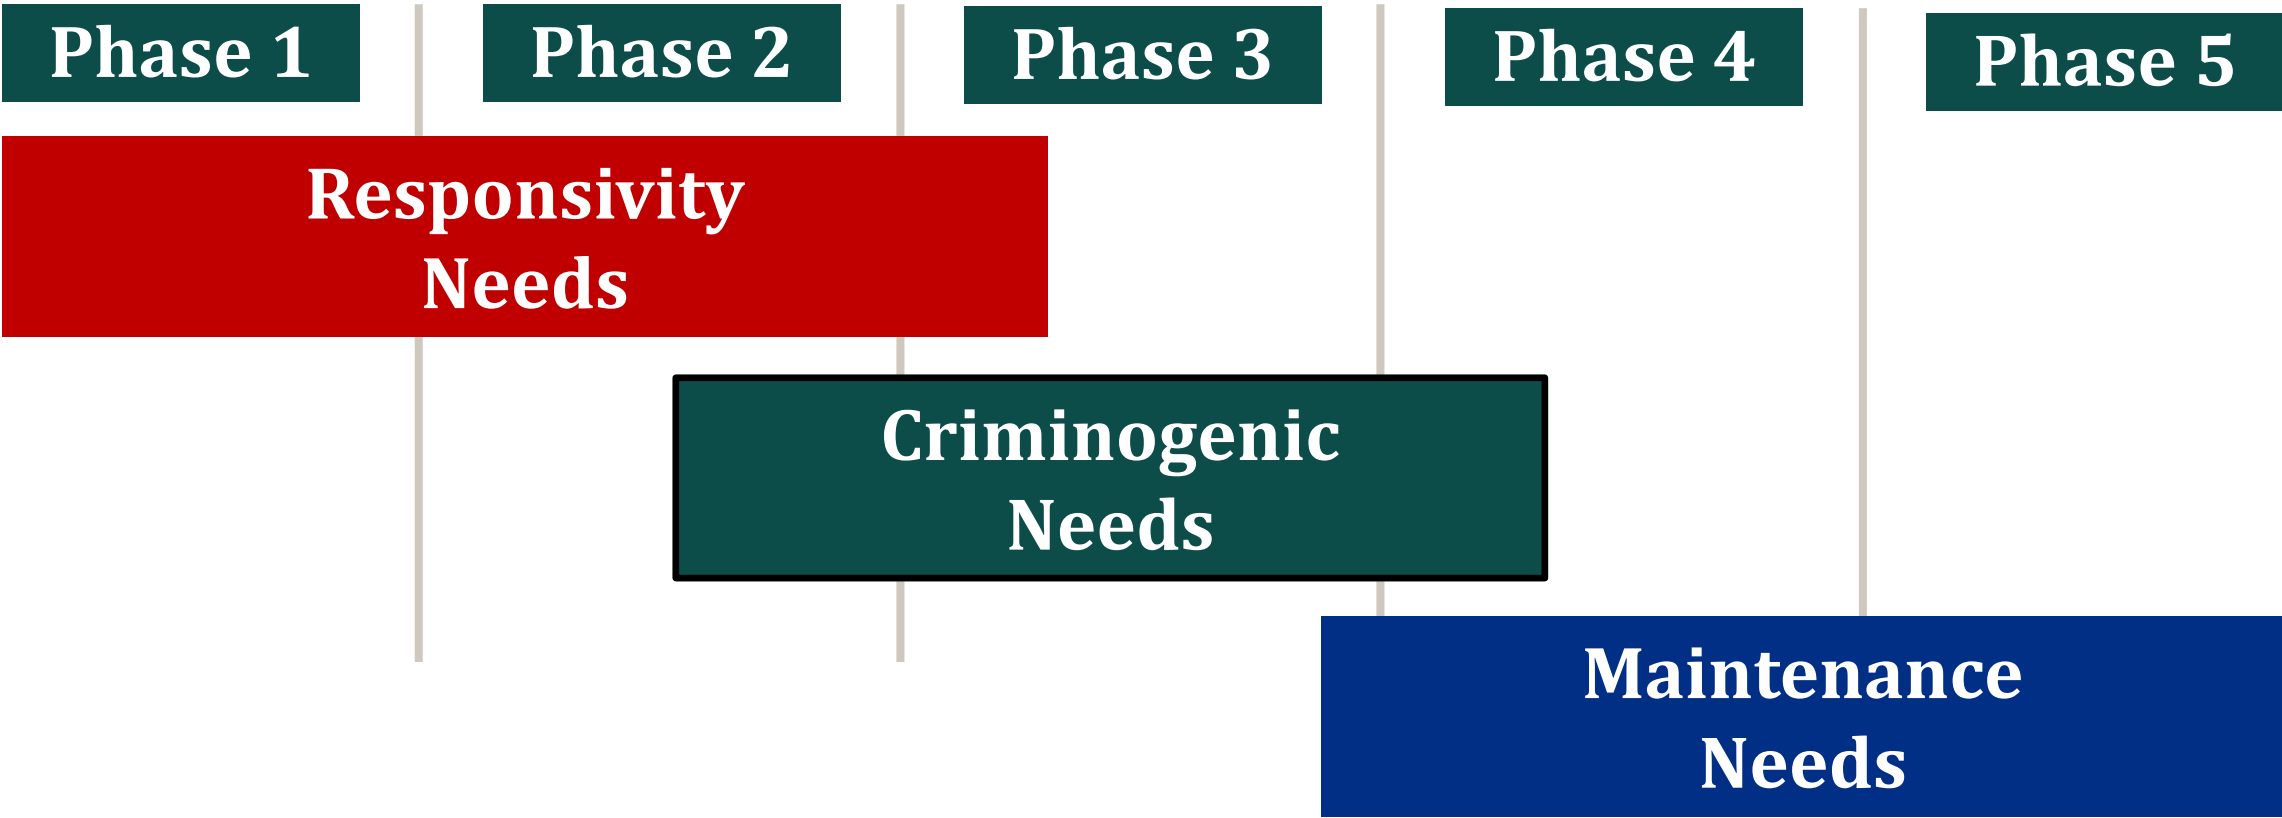 Phase 1
Phase 2
Phase 3
Phase 4
Phase 5
Responsivity
Needs
Criminogenic
Needs
Maintenance
Needs